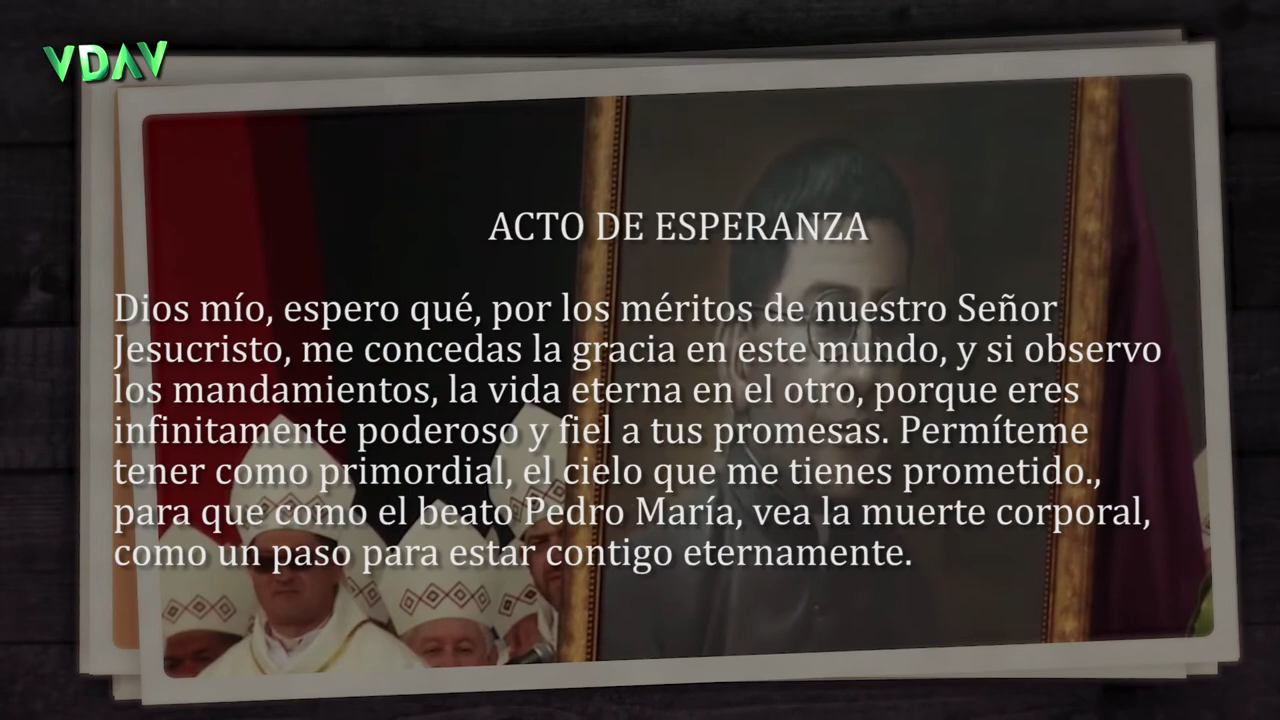 VDAV
ACTO DE ESPERANZA
Dios mío, espero qué, por los méritos de nuestro Señor
Jesucristo, me concedas la gracia en este mundo, y si observo
los mandamientos, la vida eterna en el otro, porque eres
infinitamente poderoso y fiel a tus promesas. Permíteme
tener como primordial, el cielo que me tienes prometido.,
para que como el beato Pedro María, vea la muerte corporal,
como un paso para estar contigo eternamente.